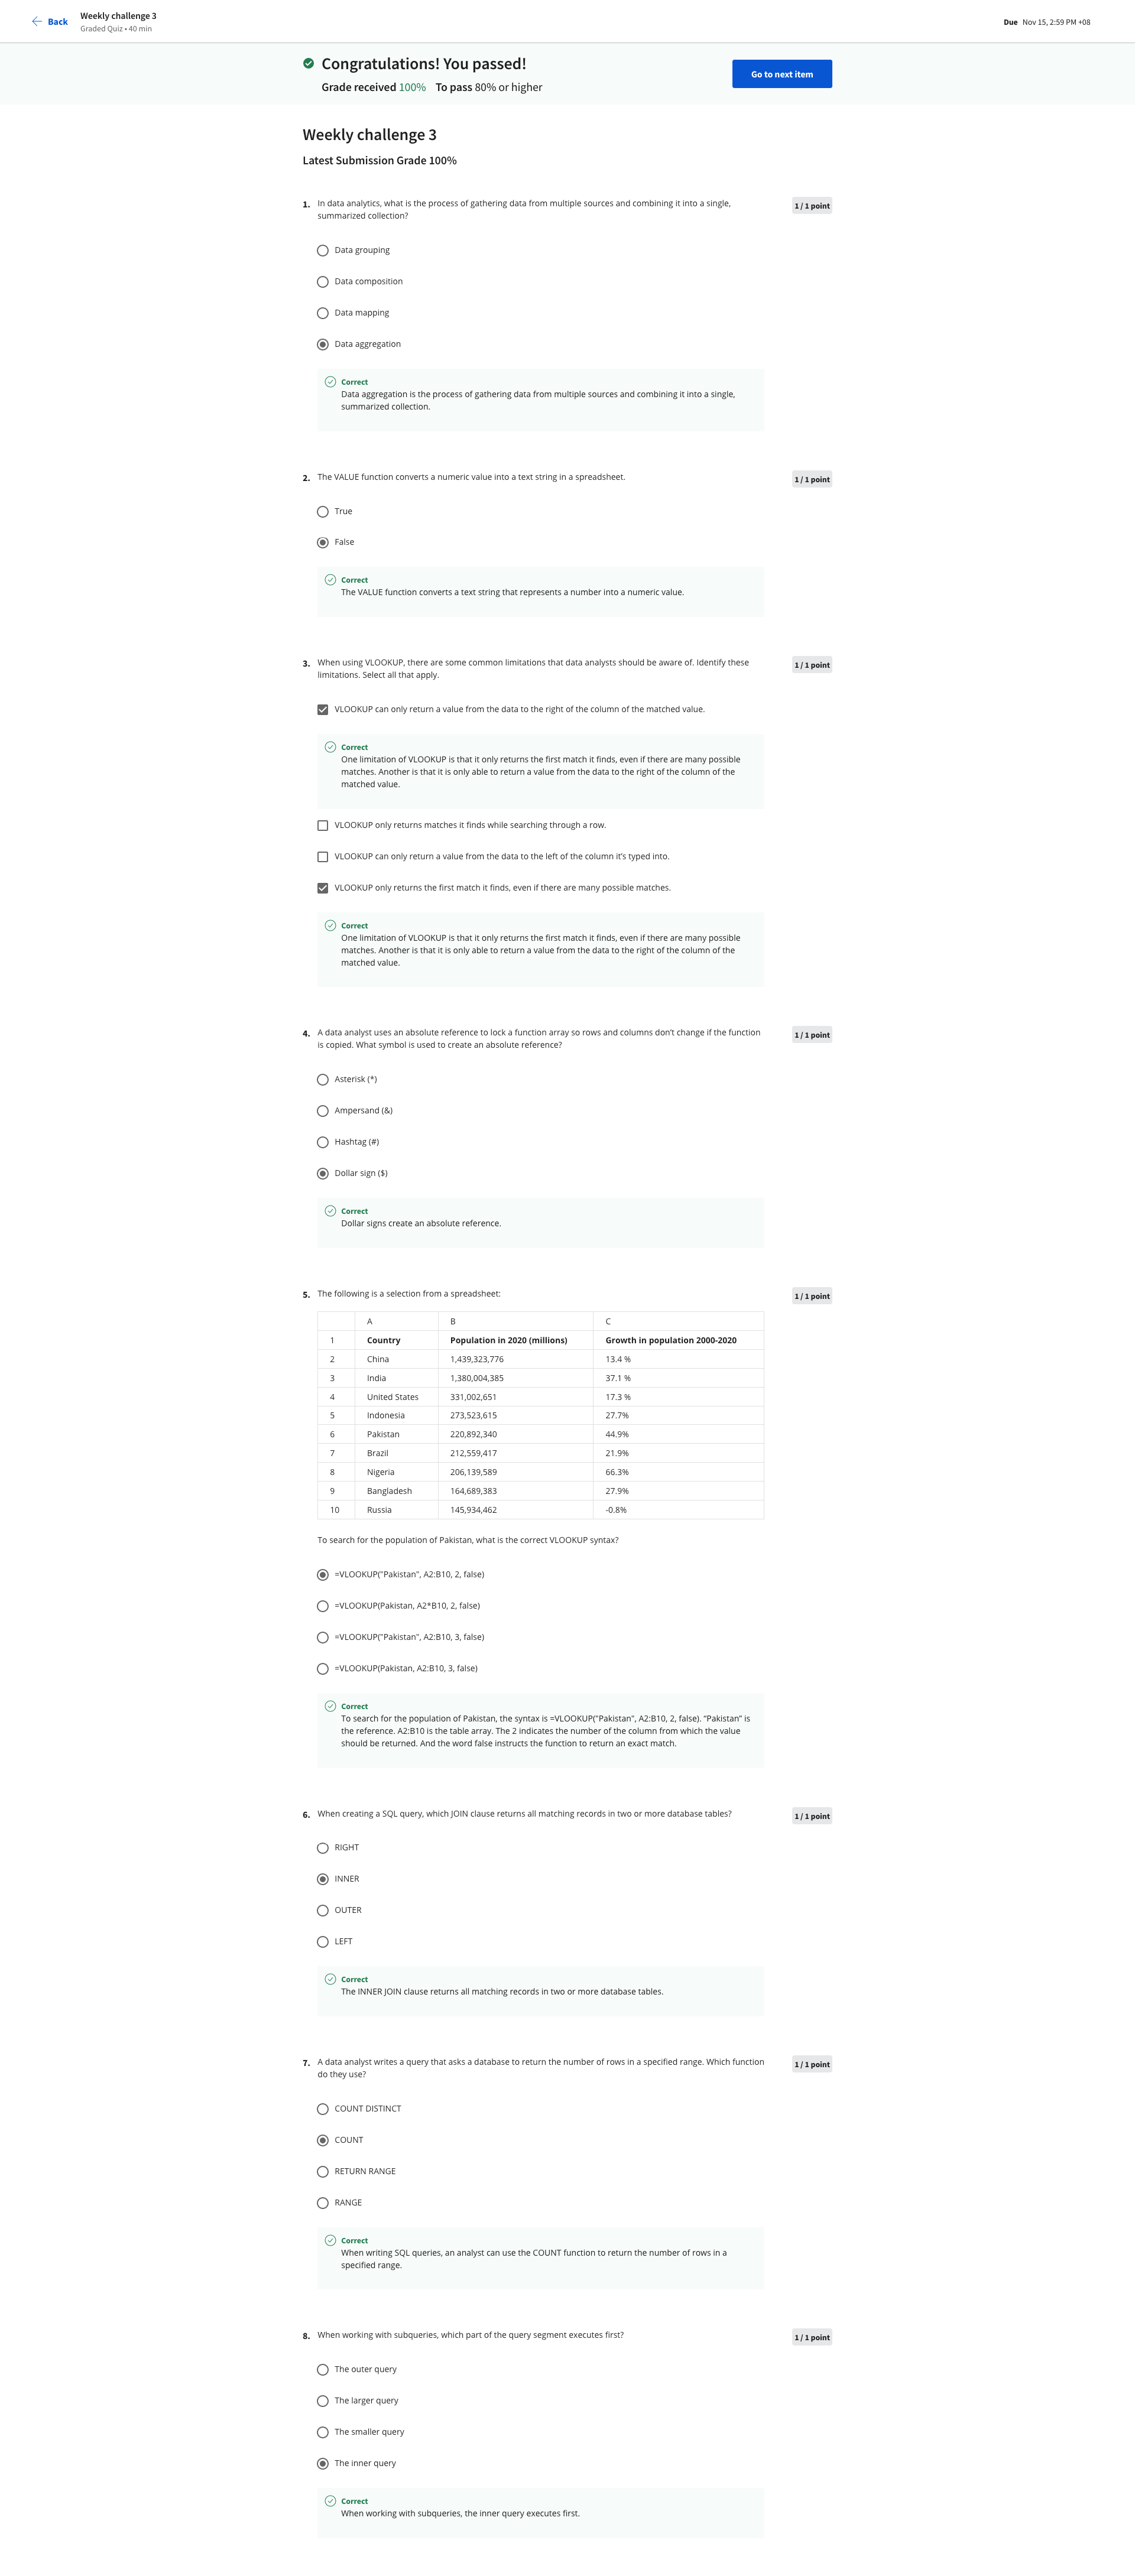 Back
Weekly challenge 3
Graded Quiz • 40 min
Due Nov 15, 2:59 PM +08
Congratulations! You passed!
Grade received 100% To pass 80% or higher
Go to next item
Weekly challenge 3
Latest Submission Grade 100%
1. In data analytics, what is the process of gathering data from multiple sources and combining it into a single,
summarized collection?
1 / 1 point
Data grouping
Data composition
Data mapping
Data aggregation
Correct
Data aggregation is the process of gathering data from multiple sources and combining it into a single,
summarized collection.
2. The VALUE function converts a numeric value into a text string in a spreadsheet.
1 / 1 point
True
False
Correct
The VALUE function converts a text string that represents a number into a numeric value.
3. When using VLOOKUP, there are some common limitations that data analysts should be aware of. Identify these
limitations. Select all that apply.
1 / 1 point
VLOOKUP can only return a value from the data to the right of the column of the matched value.
Correct
One limitation of VLOOKUP is that it only returns the first match it finds, even if there are many possible
matches. Another is that it is only able to return a value from the data to the right of the column of the
matched value.
VLOOKUP only returns matches it finds while searching through a row.
VLOOKUP can only return a value from the data to the left of the column it's typed into.
VLOOKUP only returns the first match it finds, even if there are many possible matches.
Correct
One limitation of VLOOKUP is that it only returns the first match it finds, even if there are many possible
matches. Another is that it is only able to return a value from the data to the right of the column of the
matched value.
4. A data analyst uses an absolute reference to lock a function array so rows and columns don't change if the function
is copied. What symbol is used to create an absolute reference?
1 / 1 point
Asterisk (*)
Ampersand (&)
Hashtag (#)
Dollar sign ($)
Correct
Dollar signs create an absolute reference.
5. The following is a selection from a spreadsheet:
1 / 1 point
A B C
1 Country Population in 2020 (millions) Growth in population 2000-2020
2 China 1,439,323,776 13.4 %
3 India 1,380,004,385 37.1 %
4 United States 331,002,651 17.3 %
5 Indonesia 273,523,615 27.7%
6 Pakistan 220,892,340 44.9%
7 Brazil 212,559,417 21.9%
8 Nigeria 206,139,589 66.3%
9 Bangladesh 164,689,383 27.9%
10 Russia 145,934,462 -0.8%
To search for the population of Pakistan, what is the correct VLOOKUP syntax?
=VLOOKUP("Pakistan", A2:B10, 2, false)
=VLOOKUP(Pakistan, A2*B10, 2, false)
=VLOOKUP("Pakistan", A2:B10, 3, false)
=VLOOKUP(Pakistan, A2:B10, 3, false)
Correct
To search for the population of Pakistan, the syntax is =VLOOKUP("Pakistan", A2:B10, 2, false). "Pakistan" is
the reference. A2:B10 is the table array. The 2 indicates the number of the column from which the value
should be returned. And the word false instructs the function to return an exact match.
6. When creating a SQL query, which JOIN clause returns all matching records in two or more database tables?
1 / 1 point
RIGHT
INNER
OUTER
LEFT
Correct
The INNER JOIN clause returns all matching records in two or more database tables.
7. A data analyst writes a query that asks a database to return the number of rows in a specified range. Which function
do they use?
1 / 1 point
COUNT DISTINCT
COUNT
RETURN RANGE
RANGE
Correct
When writing SQL queries, an analyst can use the COUNT function to return the number of rows in a
specified range.
8. When working with subqueries, which part of the query segment executes first?
1 / 1 point
The outer query
The larger query
The smaller query
The inner query
Correct
When working with subqueries, the inner query executes first.